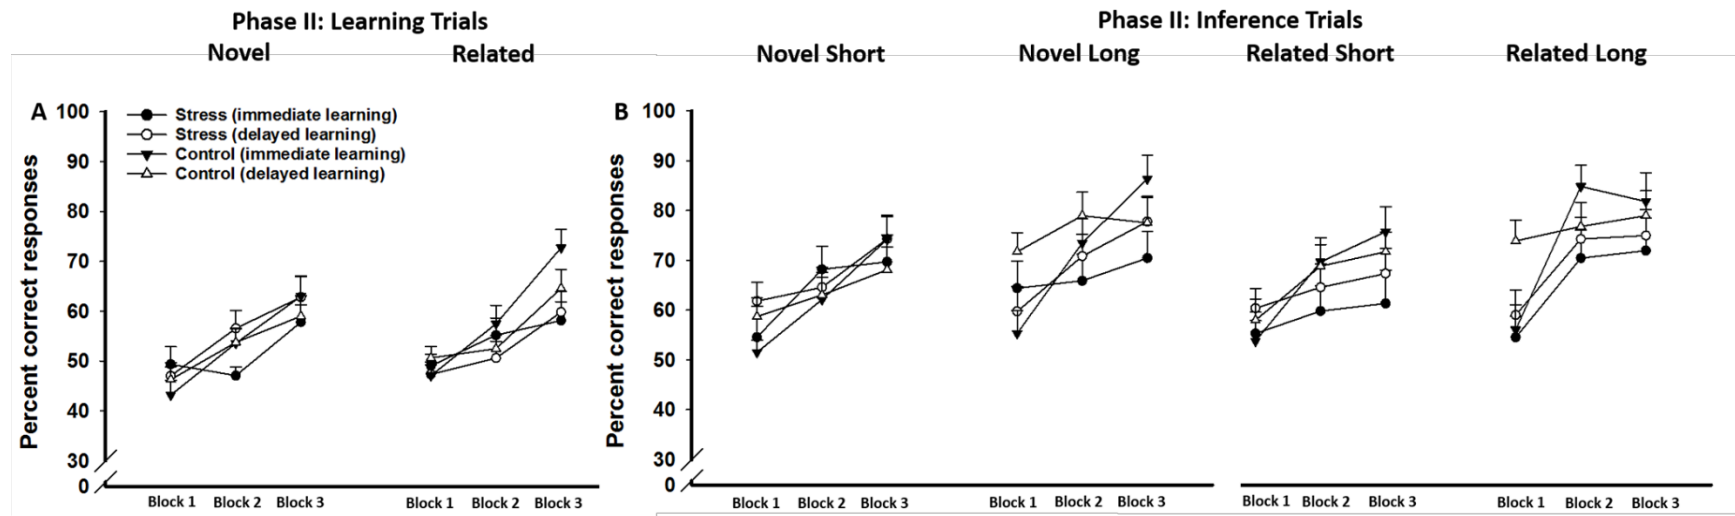 Phase II: Learning Trials
Novel
Related
A
Percent correct responses
100
90
80
70
60
50
40
30
0
Stress (immediate learning)
Stress (delayed learning)
Control (immediate learning)
Control (delayed learning)
Block 1
Block 2
Block 3
Block 1
Block 2
Block 3
Phase II: Inference Trials
Novel Short
Novel Long
Related Short
Related Long
B
Percent correct responses
100
90
80
70
60
50
40
30
0
Block 1
Block 2
Block 3
Block 1
Block 2
Block 3
Block 1
Block 2
Block 3
Block 1
Block 2
Block 3